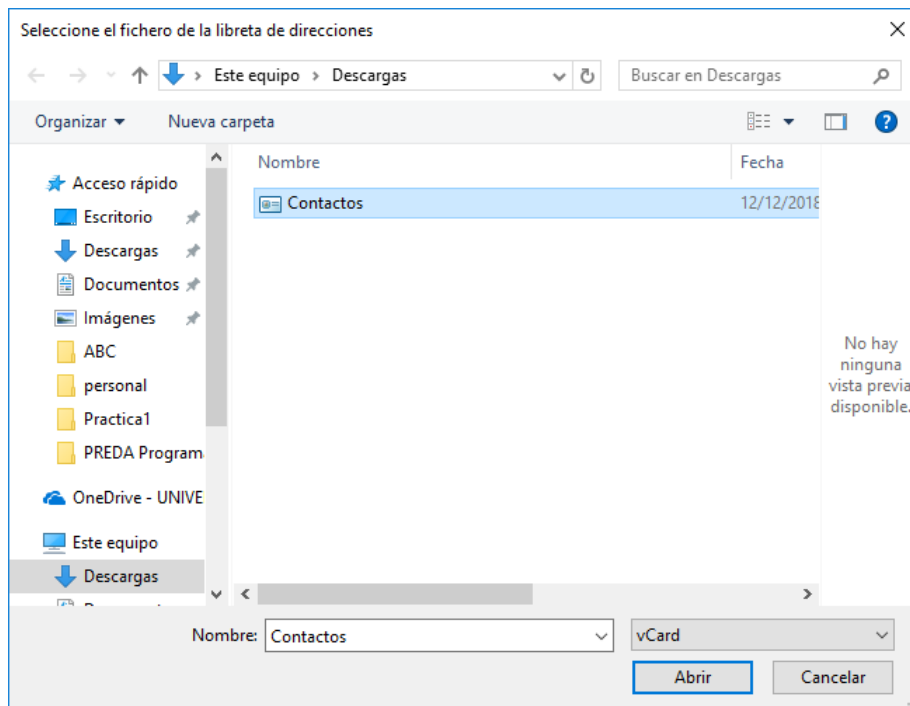 Seleccione el fichero de la libreta de direcciones
Este equipo > Descargas
Buscar en Descargas
Organizar
Nueva carpeta
?
Nombre
Fecha
Acceso rápido
Escritorio
Descargas
Documentos
Imágenes
ABC
personal
Practica1
PREDA Program
OneDrive - UNIVE
Este equipo
Descargas
Contactos
12/12/2018
No hay
ninguna
vista previa
disponible.
Nombre:
Contactos
vCard
Abrir
Cancelar